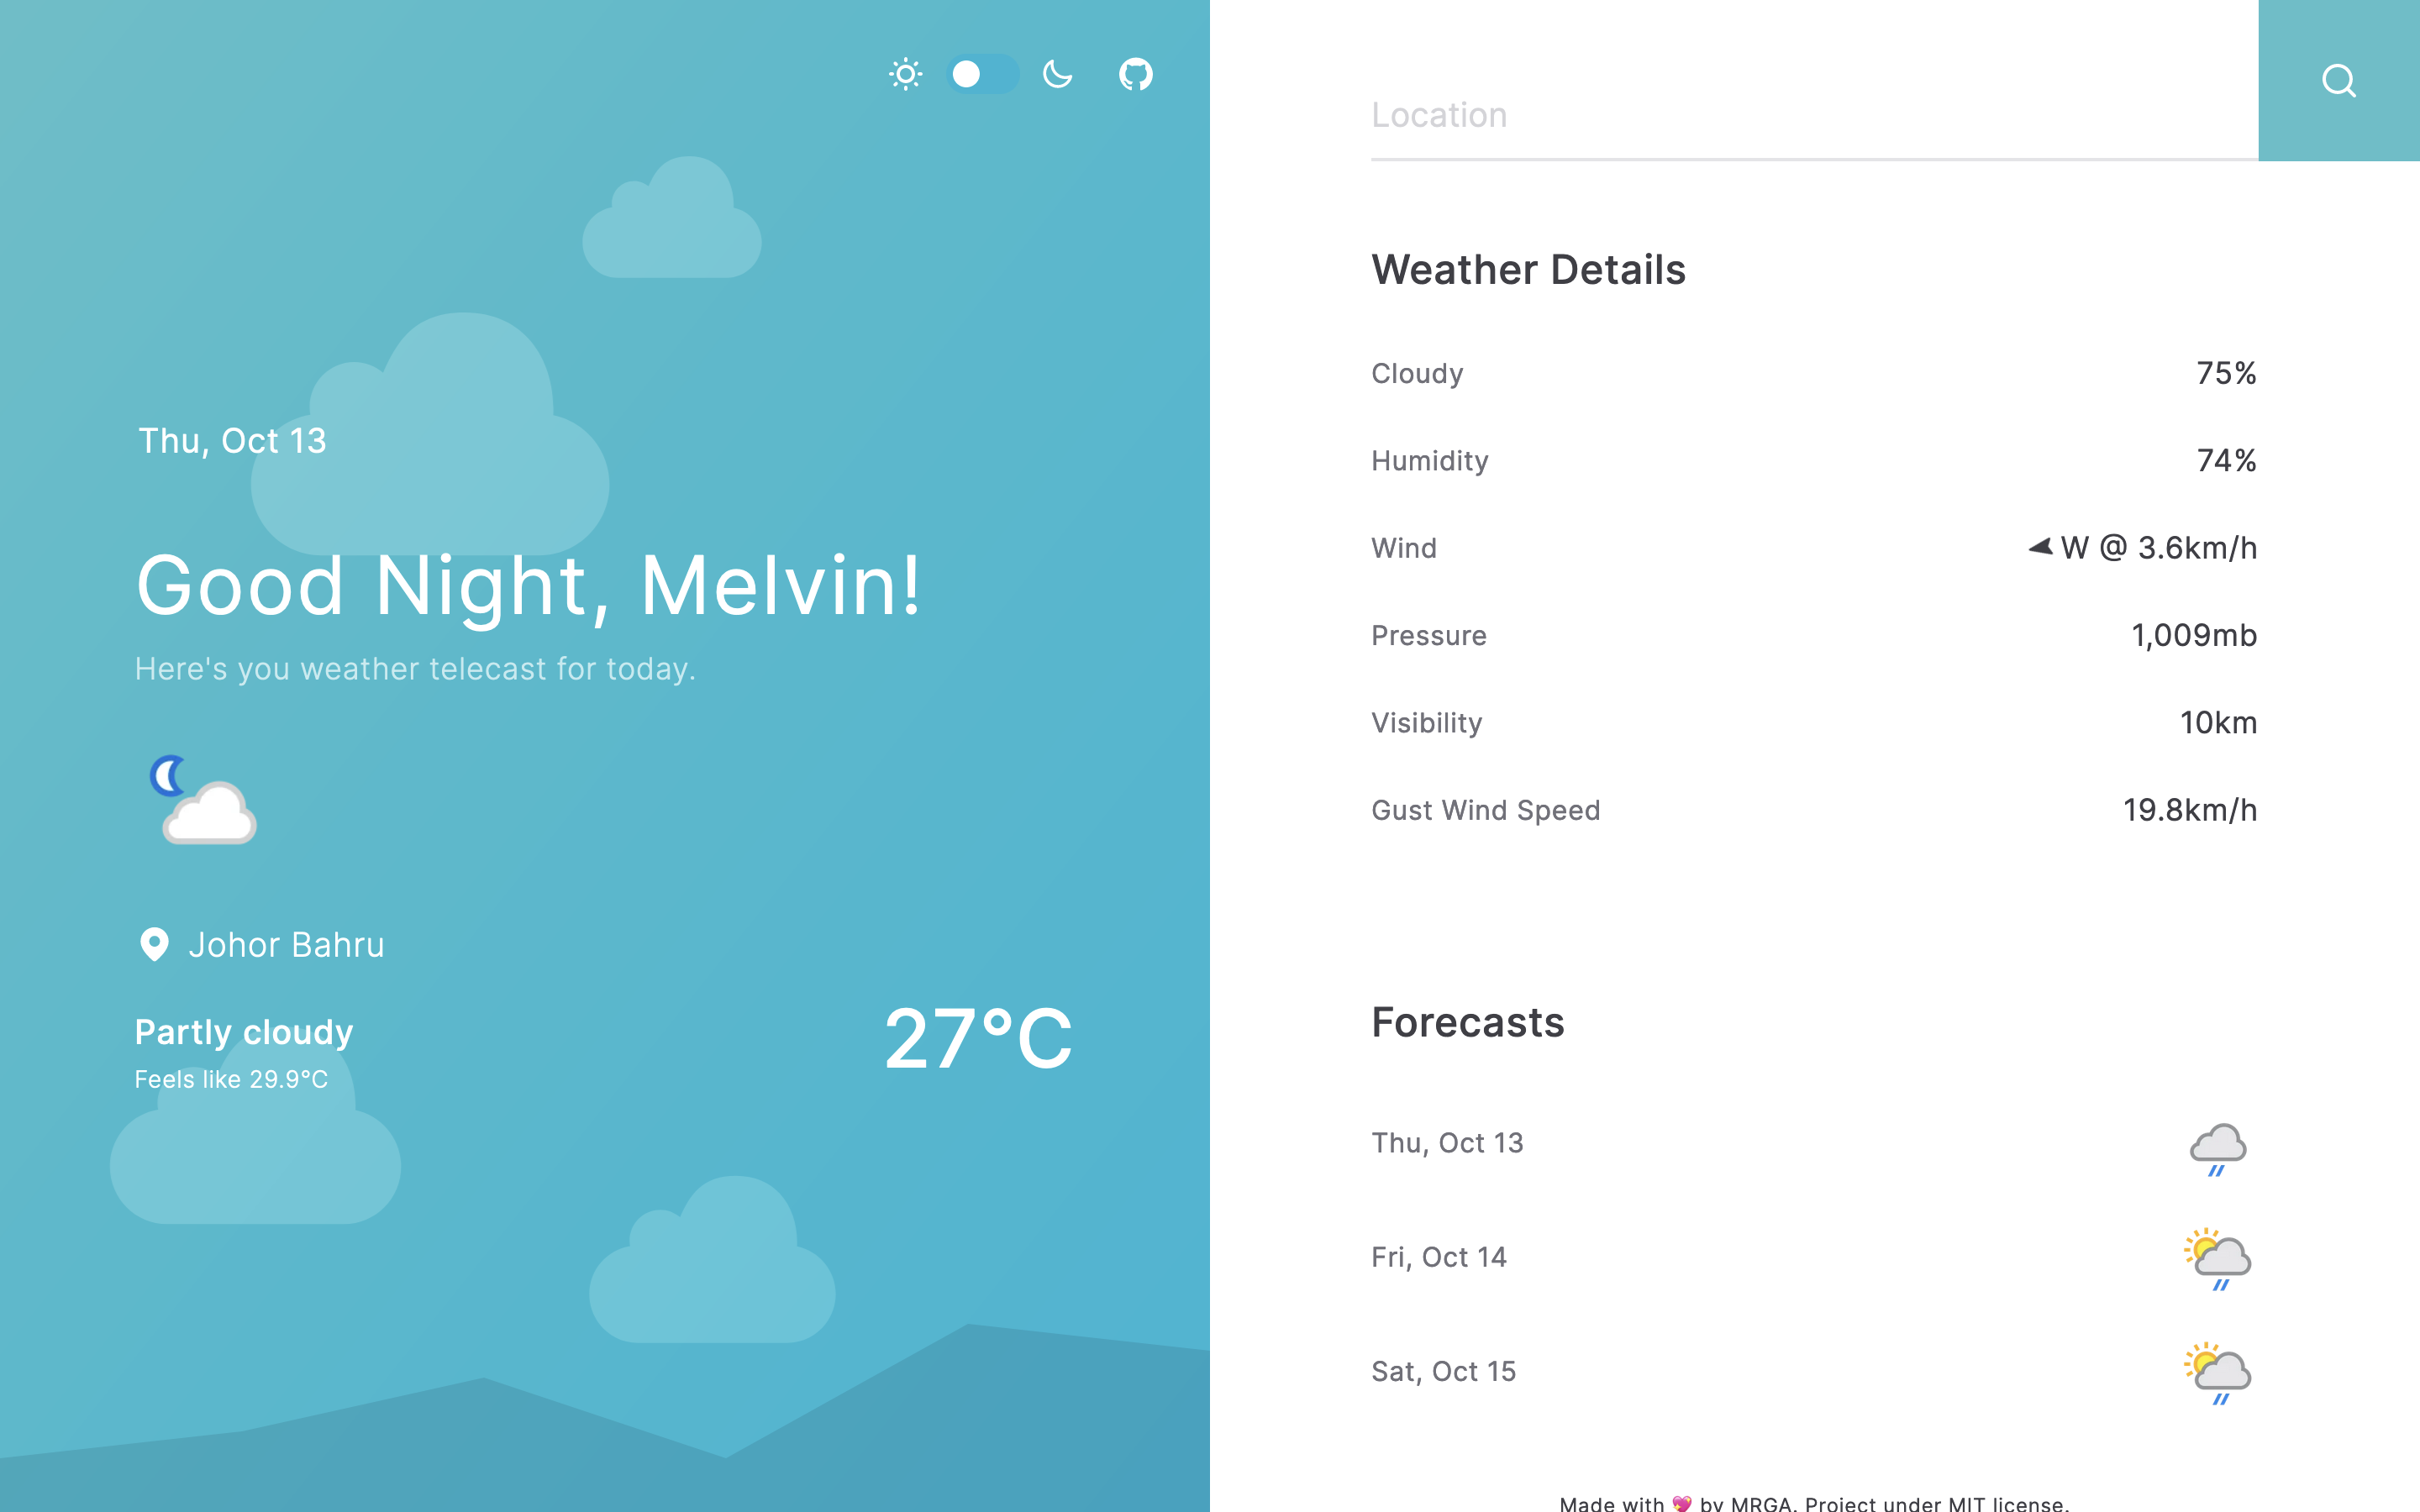 Thu, Oct 13
Good Night, Melvin!
Here's you weather telecast for today.
Johor Bahru
Partly cloudy
Feels like 29.9°C
27°C
Location
Weather Details
Cloudy 75%
Humidity 74%
Wind W @ 3.6km/h
Pressure 1,009mb
Visibility 10km
Gust Wind Speed 19.8km/h
Forecasts
Thu, Oct 13
Fri, Oct 14
Sat, Oct 15
Made with 💖 by MRGA. Project under MIT license.